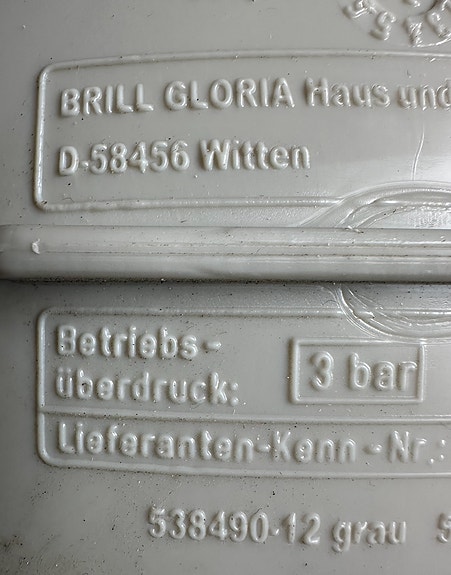 BRILL GLORIA Haus und
D-58456 Witten
Betriebs-
überdruck: 3 bar
Lieferanten-Kenn-Nr.:
538490-12 grau